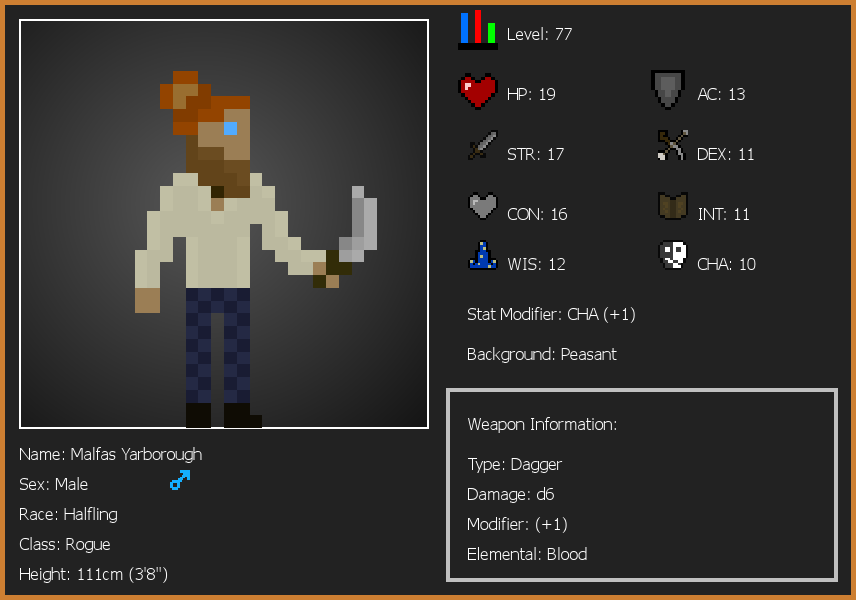 Level: 77
HP: 19
AC: 13
STR: 17
DEX: 11
CON: 16
INT: 11
WIS: 12
CHA: 10
Stat Modifier: CHA (+1)
Background: Peasant
Weapon Information:
Type: Dagger
Damage: d6
Modifier: (+1)
Elemental: Blood
Name: Malfas Yarborough
Sex: Male
Race: Halfling
Class: Rogue
Height: 111cm (3'8")